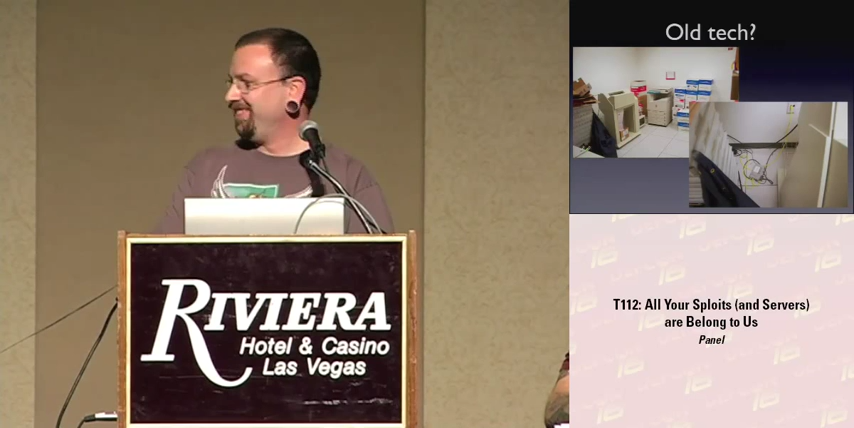 Old tech?
RIVIERA
Hotel & Casino
Las Vegas
T112: All Your Sploits (and Servers)
are Belong to Us
Panel